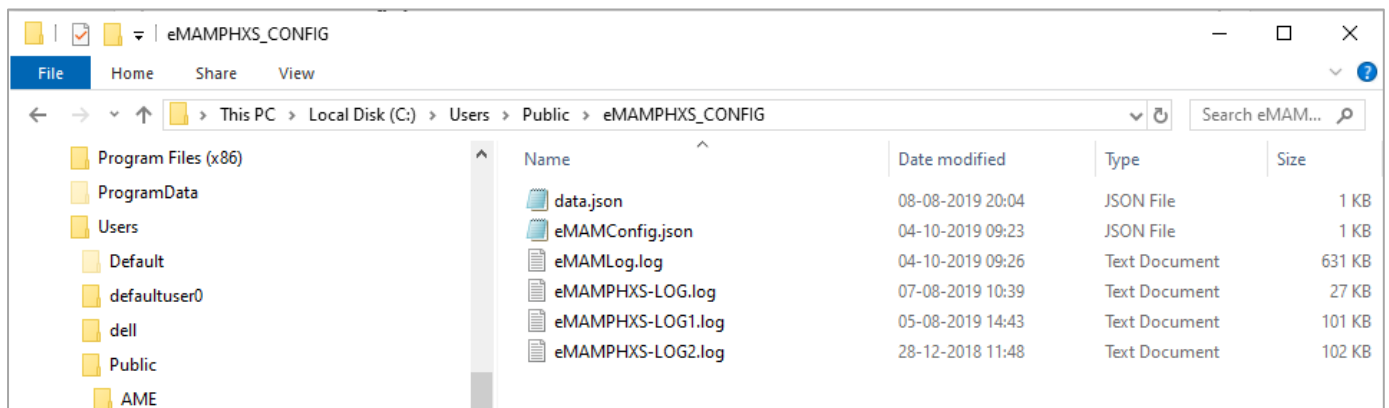 eMAMPHXS_CONFIG
File Home Share View
This PC > Local Disk (C:) > Users > Public > eMAMPHXS_CONFIG Search eMAM...
Program Files (x86)
ProgramData
Users
Default
defaultuser0
dell
Public
AME
Name Date modified Type Size
data.json 08-08-2019 20:04 JSON File 1 KB
eMAMConfig.json 04-10-2019 09:23 JSON File 1 KB
eMAMLog.log 04-10-2019 09:26 Text Document 631 KB
eMAMPHXS-LOG.log 07-08-2019 10:39 Text Document 27 KB
eMAMPHXS-LOG1.log 05-08-2019 14:43 Text Document 101 KB
eMAMPHXS-LOG2.log 28-12-2018 11:48 Text Document 102 KB